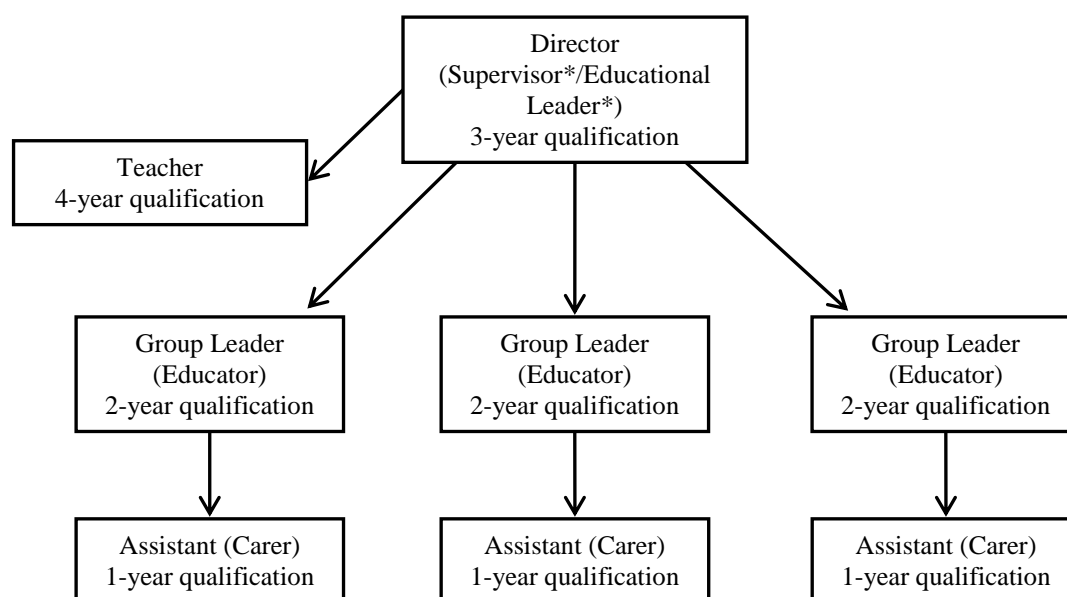 Director
(Supervisor*/Educational
Leader*)
3-year qualification
Teacher
4-year qualification
Group Leader
(Educator)
2-year qualification
Group Leader
(Educator)
2-year qualification
Group Leader
(Educator)
2-year qualification
Assistant (Carer)
1-year qualification
Assistant (Carer)
1-year qualification
Assistant (Carer)
1-year qualification